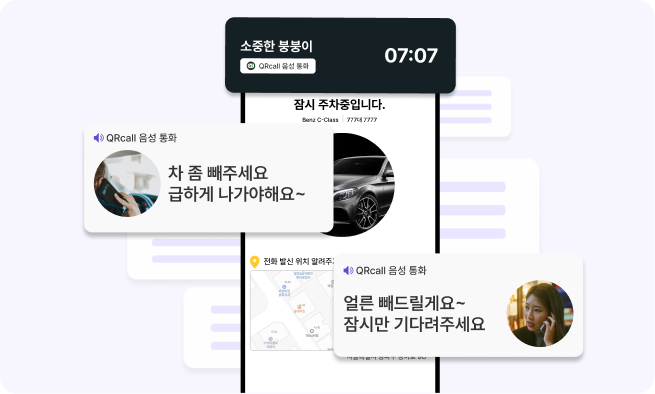 소중한 붕붕이
QRcall 음성 통화
07:07
잠시 주차중입니다.
Benz C-Class | 777대 7777
QRcall 음성 통화
차 좀 빼주세요
급하게 나가야해요~
전화 발신 위치 알려주
QRcall 음성 통화
얼른 빼드릴게요~
잠시만 기다려주세요